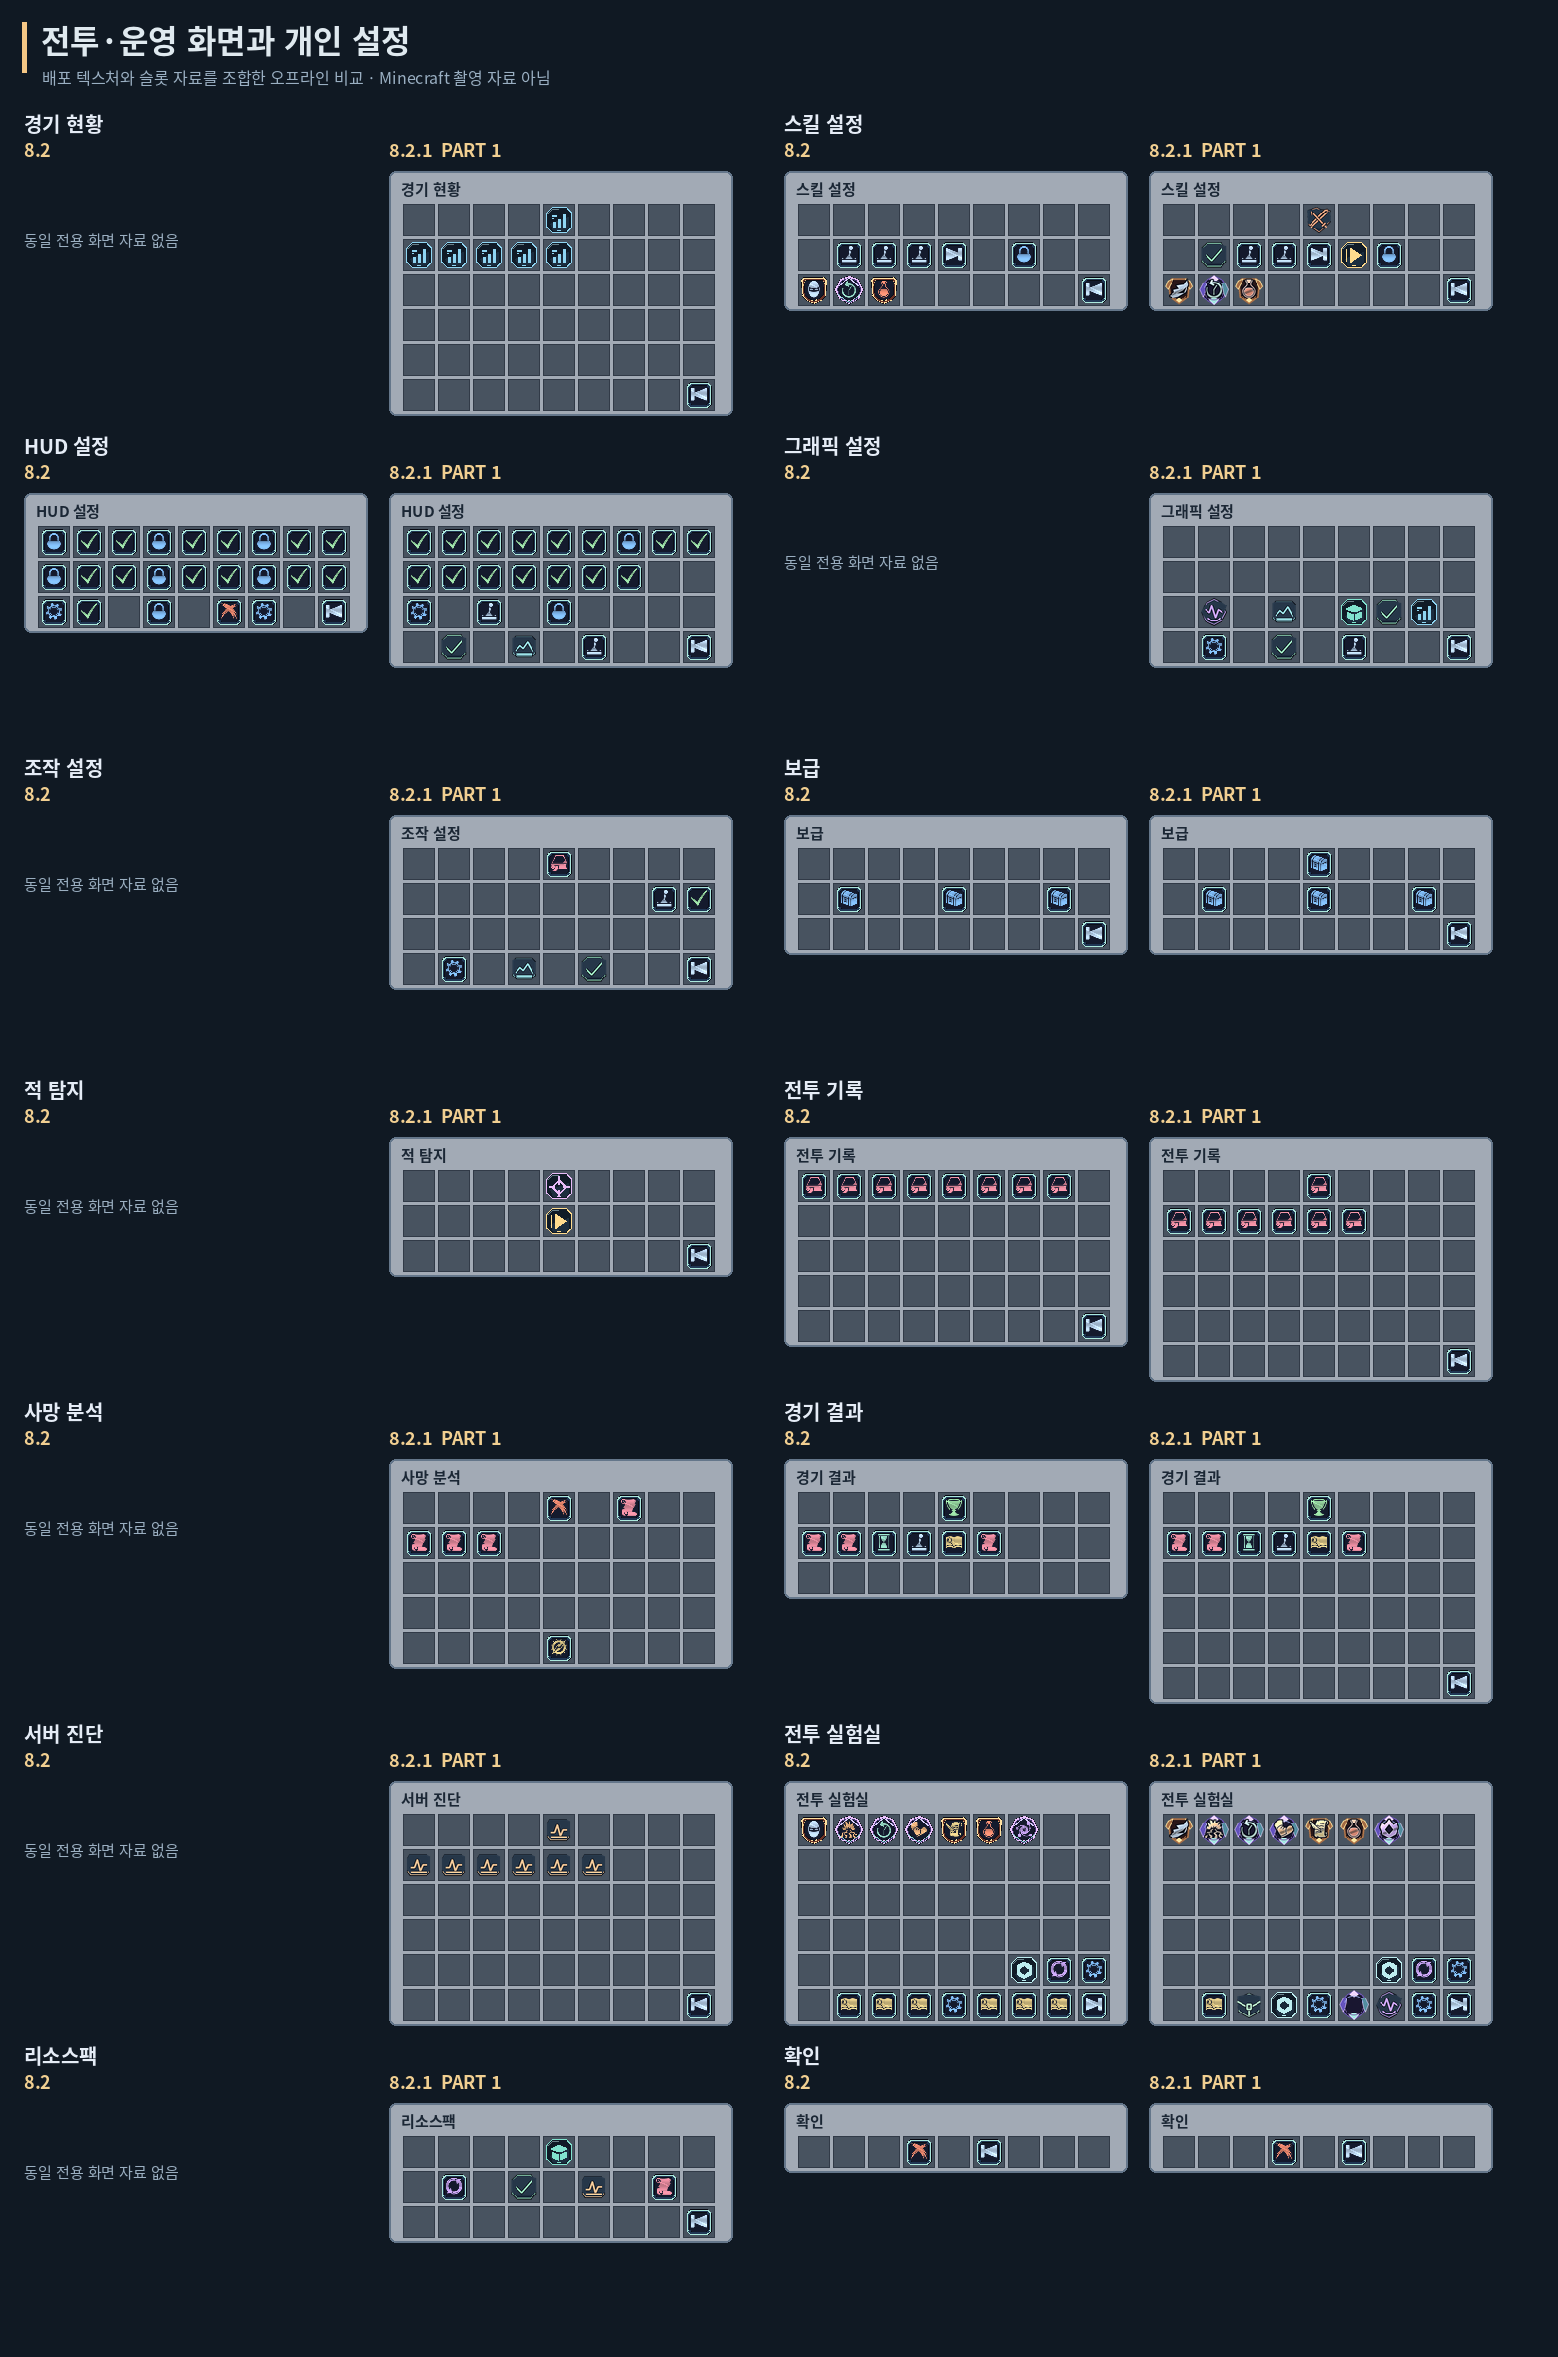 전투·운영 화면과 개인 설정
배포 텍스처와 슬롯 자료를 조합한 오프라인 비교 · Minecraft 촬영 자료 아님
경기 현황
8.2
동일 전용 화면 자료 없음
8.2.1 PART 1
경기 현황
스킬 설정
8.2
스킬 설정
8.2.1 PART 1
스킬 설정
HUD 설정
8.2
HUD 설정
8.2.1 PART 1
HUD 설정
그래픽 설정
8.2
동일 전용 화면 자료 없음
8.2.1 PART 1
그래픽 설정
조작 설정
8.2
동일 전용 화면 자료 없음
8.2.1 PART 1
조작 설정
보급
8.2
보급
8.2.1 PART 1
보급
적 탐지
8.2
동일 전용 화면 자료 없음
8.2.1 PART 1
적 탐지
전투 기록
8.2
전투 기록
8.2.1 PART 1
전투 기록
사망 분석
8.2
동일 전용 화면 자료 없음
8.2.1 PART 1
사망 분석
경기 결과
8.2
경기 결과
8.2.1 PART 1
경기 결과
서버 진단
8.2
동일 전용 화면 자료 없음
8.2.1 PART 1
서버 진단
전투 실험실
8.2
전투 실험실
8.2.1 PART 1
전투 실험실
리소스팩
8.2
동일 전용 화면 자료 없음
8.2.1 PART 1
리소스팩
확인
8.2
확인
8.2.1 PART 1
확인